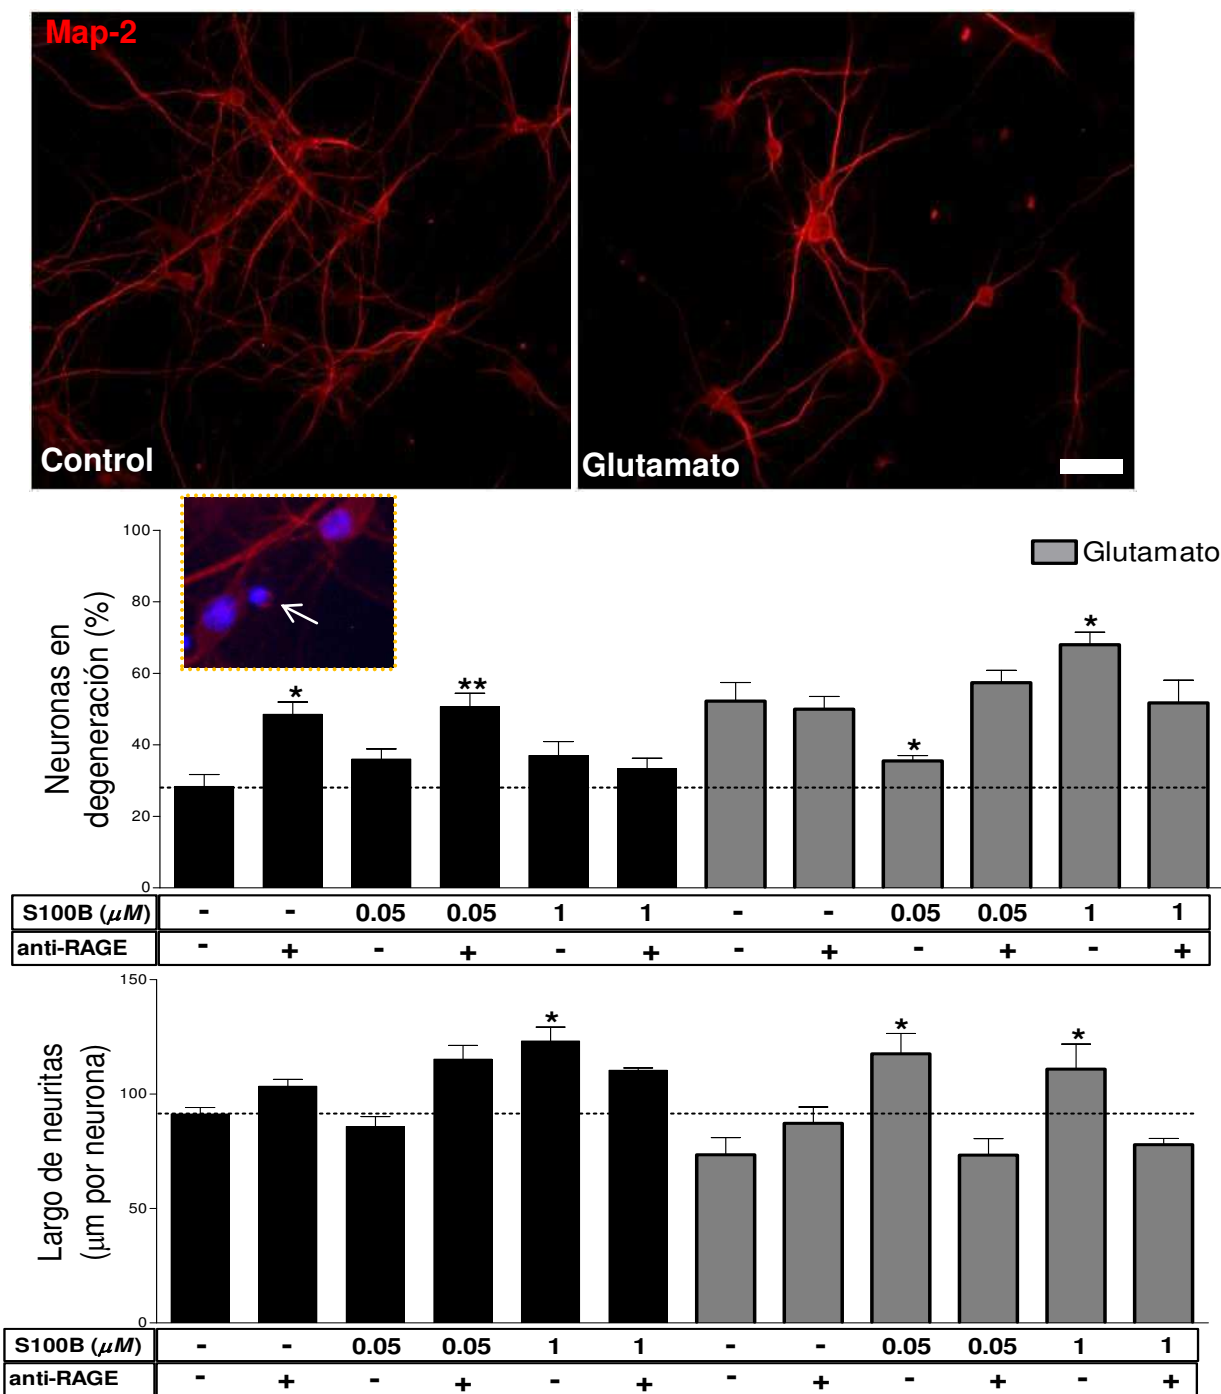 Map-2
Control
Glutamato
Glutamato
Neuronas en
degeneración (%)
100
80
60
40
20
0
* ** * *
S100B (μM) - - 0.05 0.05 1 1 - - 0.05 0.05 1 1
anti-RAGE - + - + - + - + - + - +
Largo de neuritas
(μm por neurona)
150
100
50
0
* * *
S100B (μM) - - 0.05 0.05 1 1 - - 0.05 0.05 1 1
anti-RAGE - + - + - + - + - + - +